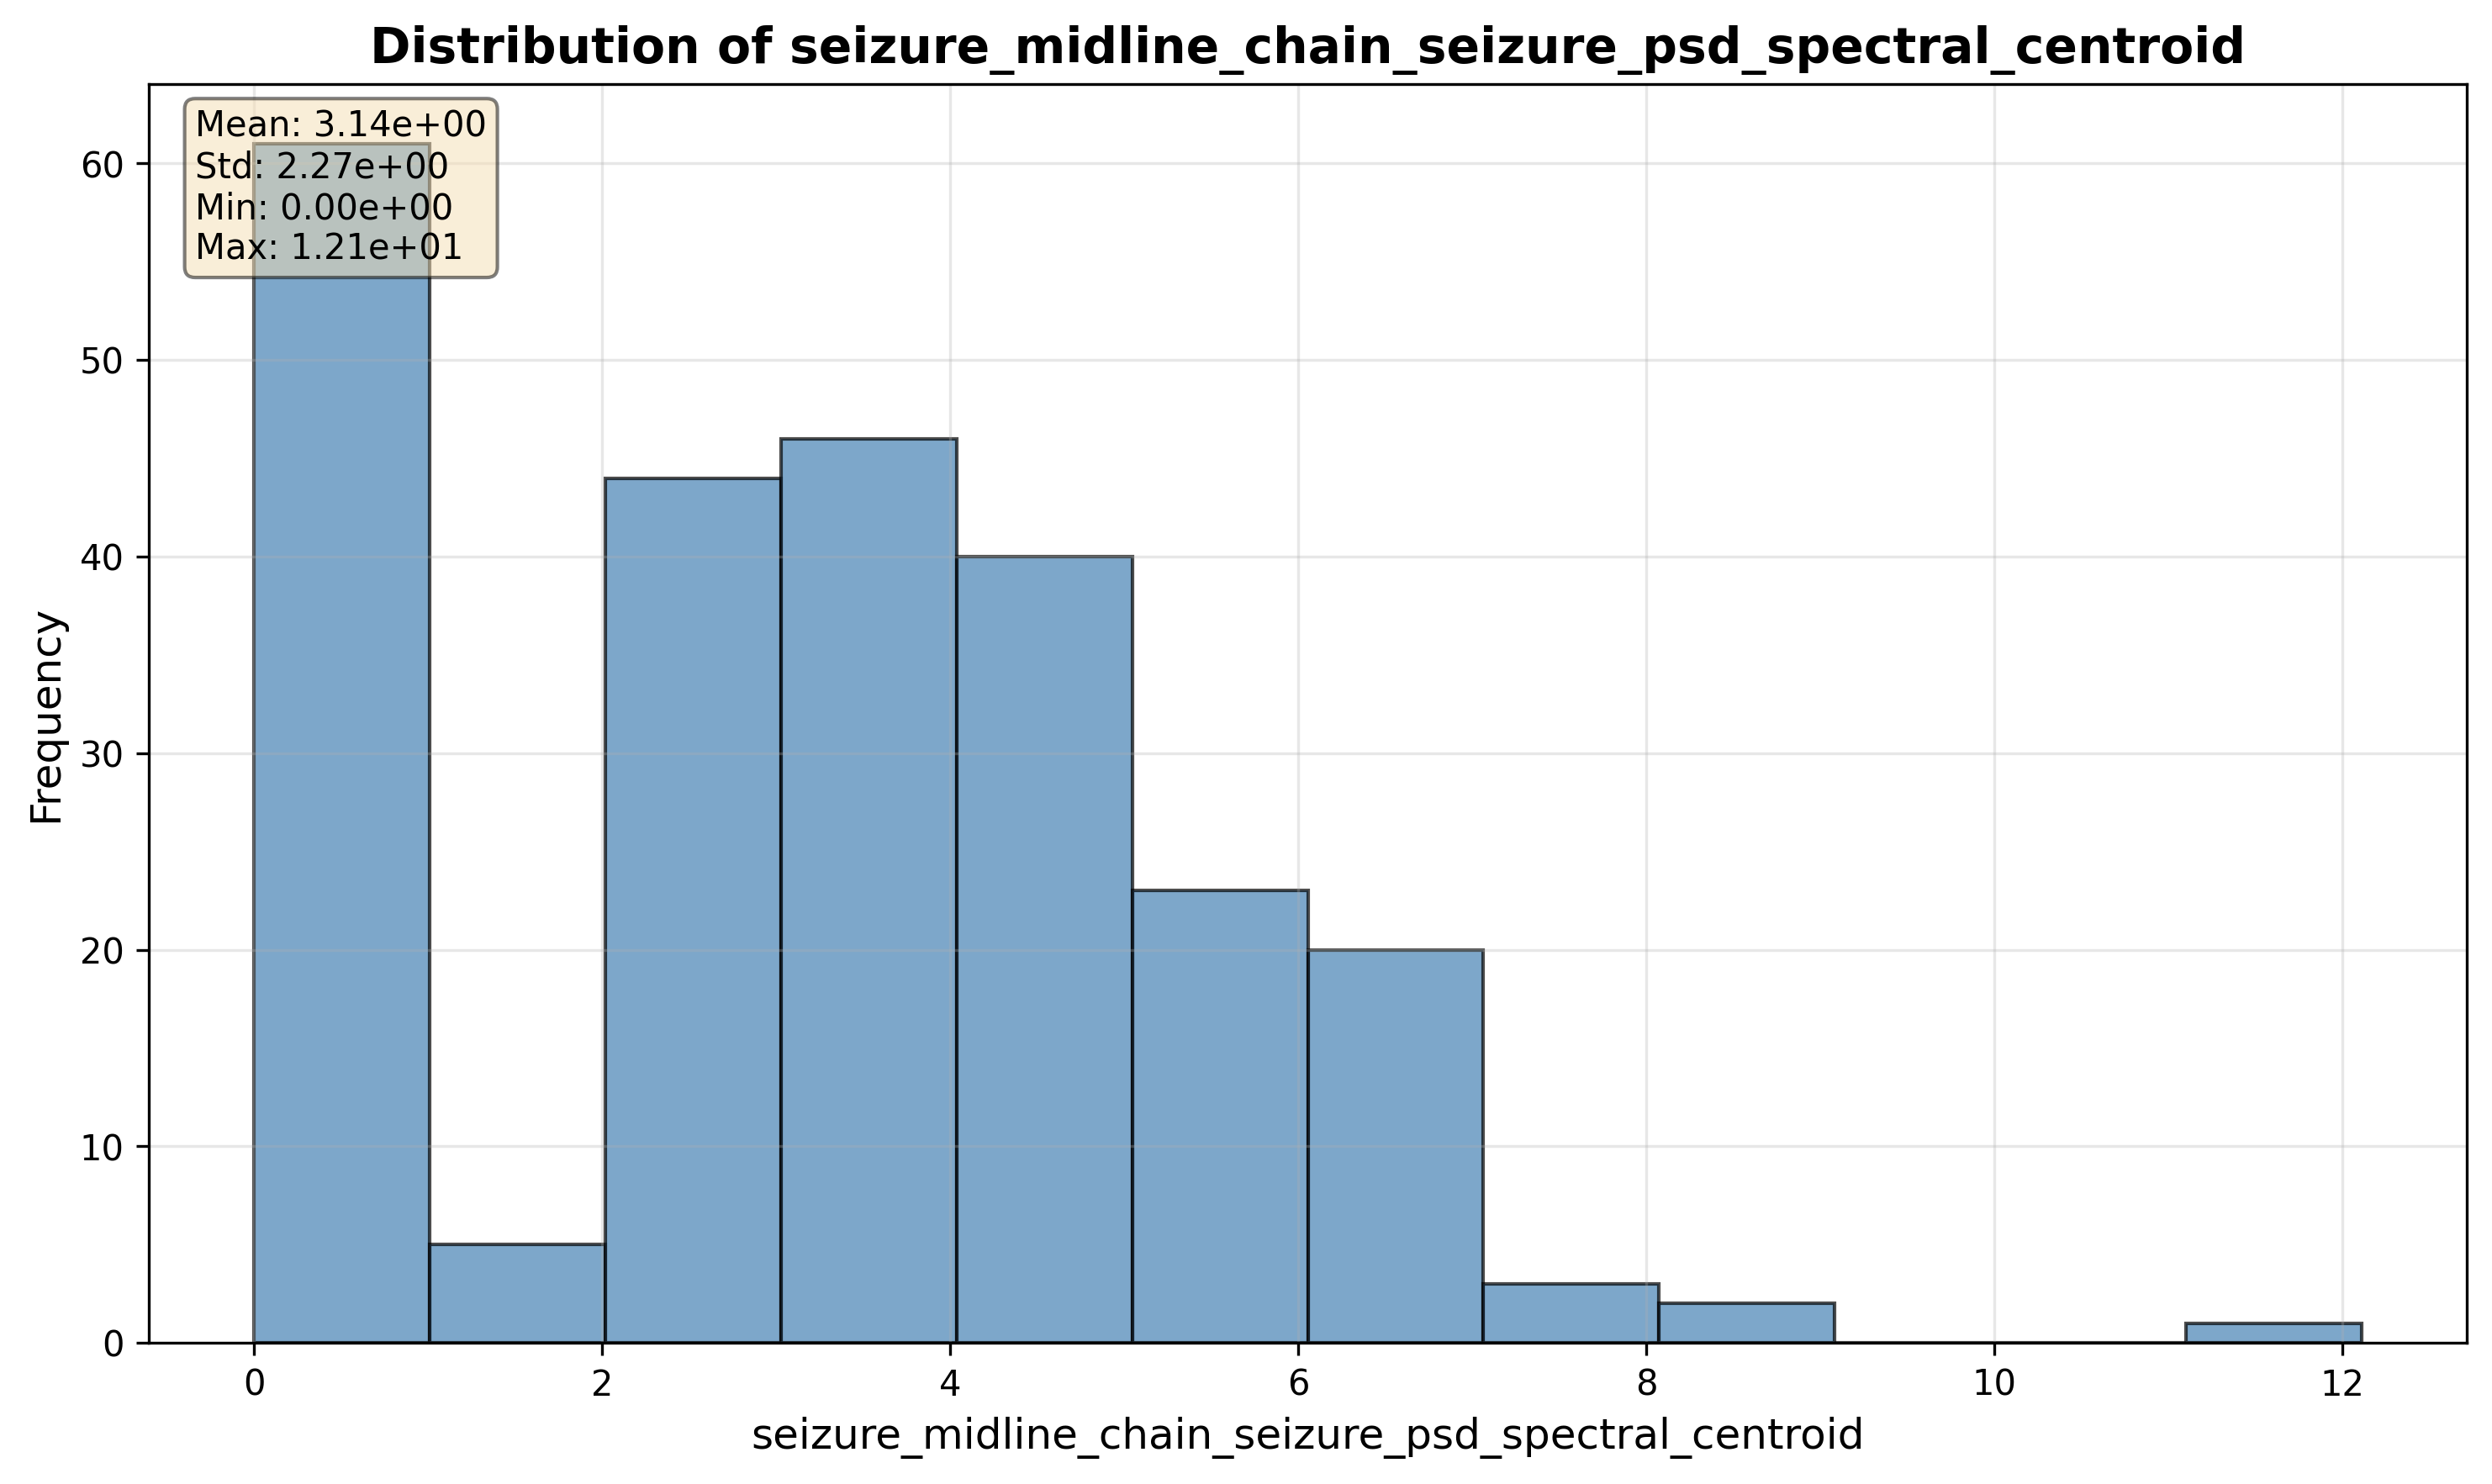 Distribution of seizure_midline_chain_seizure_psd_spectral_centroid
Mean: 3.14e+00
Std: 2.27e+00
Min: 0.00e+00
Max: 1.21e+01
60
50
40
30
20
10
0
Frequency
0 2 4 6 8 10 12
seizure_midline_chain_seizure_psd_spectral_centroid